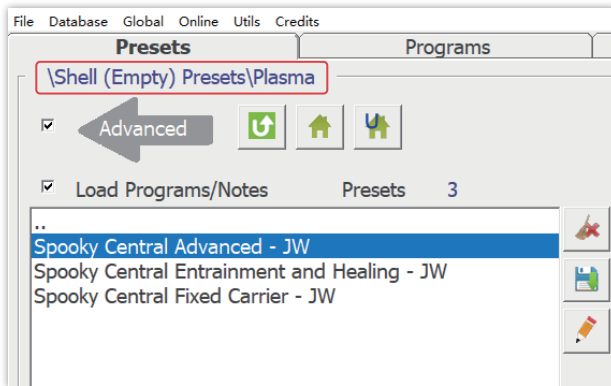 File Database Global Online Utils Credits
Presets Programs
\Shell (Empty) Presets\Plasma
Advanced
Load Programs/Notes Presets 3
..
Spooky Central Advanced - JW
Spooky Central Entrainment and Healing - JW
Spooky Central Fixed Carrier - JW